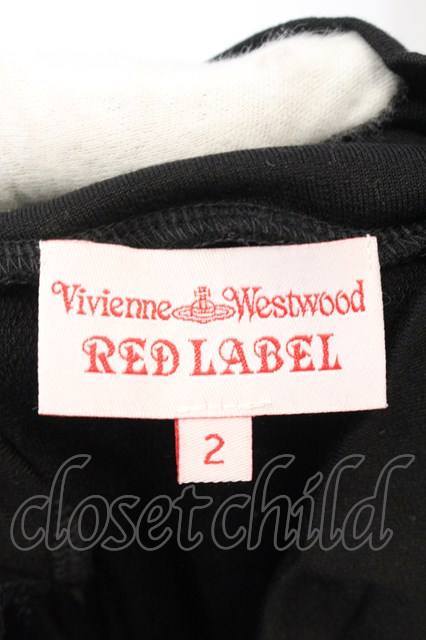 Vivienne Westwood
RED LABEL
2
closetchild